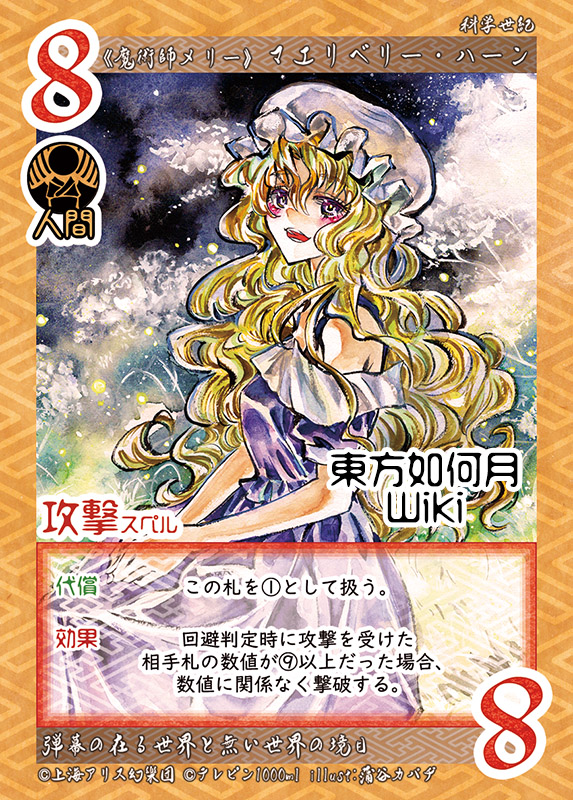 科学世紀
8
《魔術師メリー》マエリベリー・ハーン
人間
東方如何月
Wiki
攻撃スペル
代償
この札を①として扱う。
効果
回避判定時に攻撃を受けた
相手札の数値が⑨以上だった場合、
数値に関係なく撃破する。
8
弾幕の在る世界と無い世界の境目
©上海アリス幻樂団 ©テレピン1000ml illust:蒲谷カバヂ